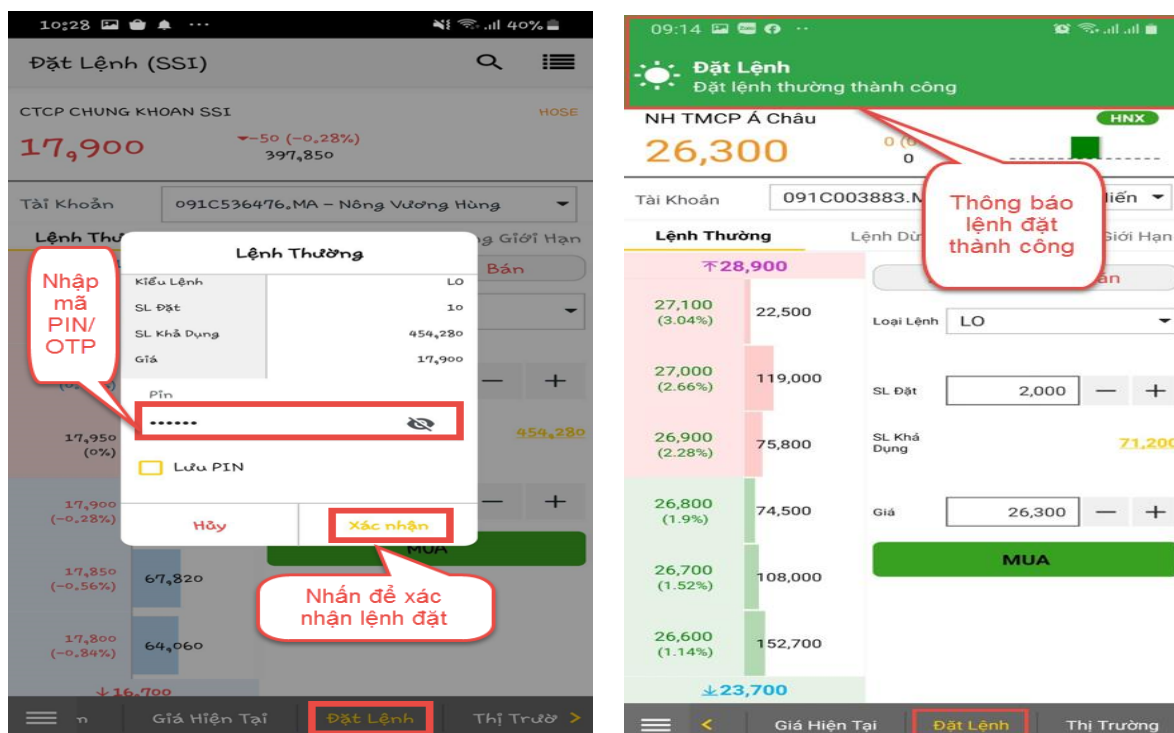 10:28
40%
Đặt Lệnh (SSI)
CTCP CHUNG KHOAN SSI
HOSE
17,900
-50 (-0,28%)
397,850
Tài Khoản
091C536476,MA – Nông Vương Hùng
Lệnh Thường
SL Đặt
10
Kiểu Lệnh
LO
SL Khả Dụng
454,280
Giá
17,900
Pin
••••••
Lưu PIN
Hủy
Xác nhận
Nhập
mã
PIN/
OTP
Bán
Giới Hạn
454,280
17,950
(0%)
17,900
(-0,28%)
MUA
17,850
(-0,56%)
67,820
Nhấn để xác
nhận lệnh đặt
17,800
(-0,84%)
64,060
16,700
Giá Hiện Tại
Đặt Lệnh
Thị Trườ
09:14
Đặt Lệnh
Đặt lệnh thường thành công
NH TMCP Á Châu
HNX
26,300
0
Thông báo
lệnh đặt
thành công
Tài Khoản
091C003883.M
iến
Lệnh Thường
Lệnh Dừ
Giới Hạn
28,900
27,100
(3.04%)
22,500
Loại Lệnh
LO
27,000
(2.66%)
119,000
SL Đặt
2,000
26,900
(2.28%)
75,800
SL Khả
Dụng
71,200
26,800
(1.9%)
74,500
Giá
26,300
26,700
(1.52%)
108,000
MUA
26,600
(1.14%)
152,700
23,700
Giá Hiện Tại
Đặt Lệnh
Thị Trường